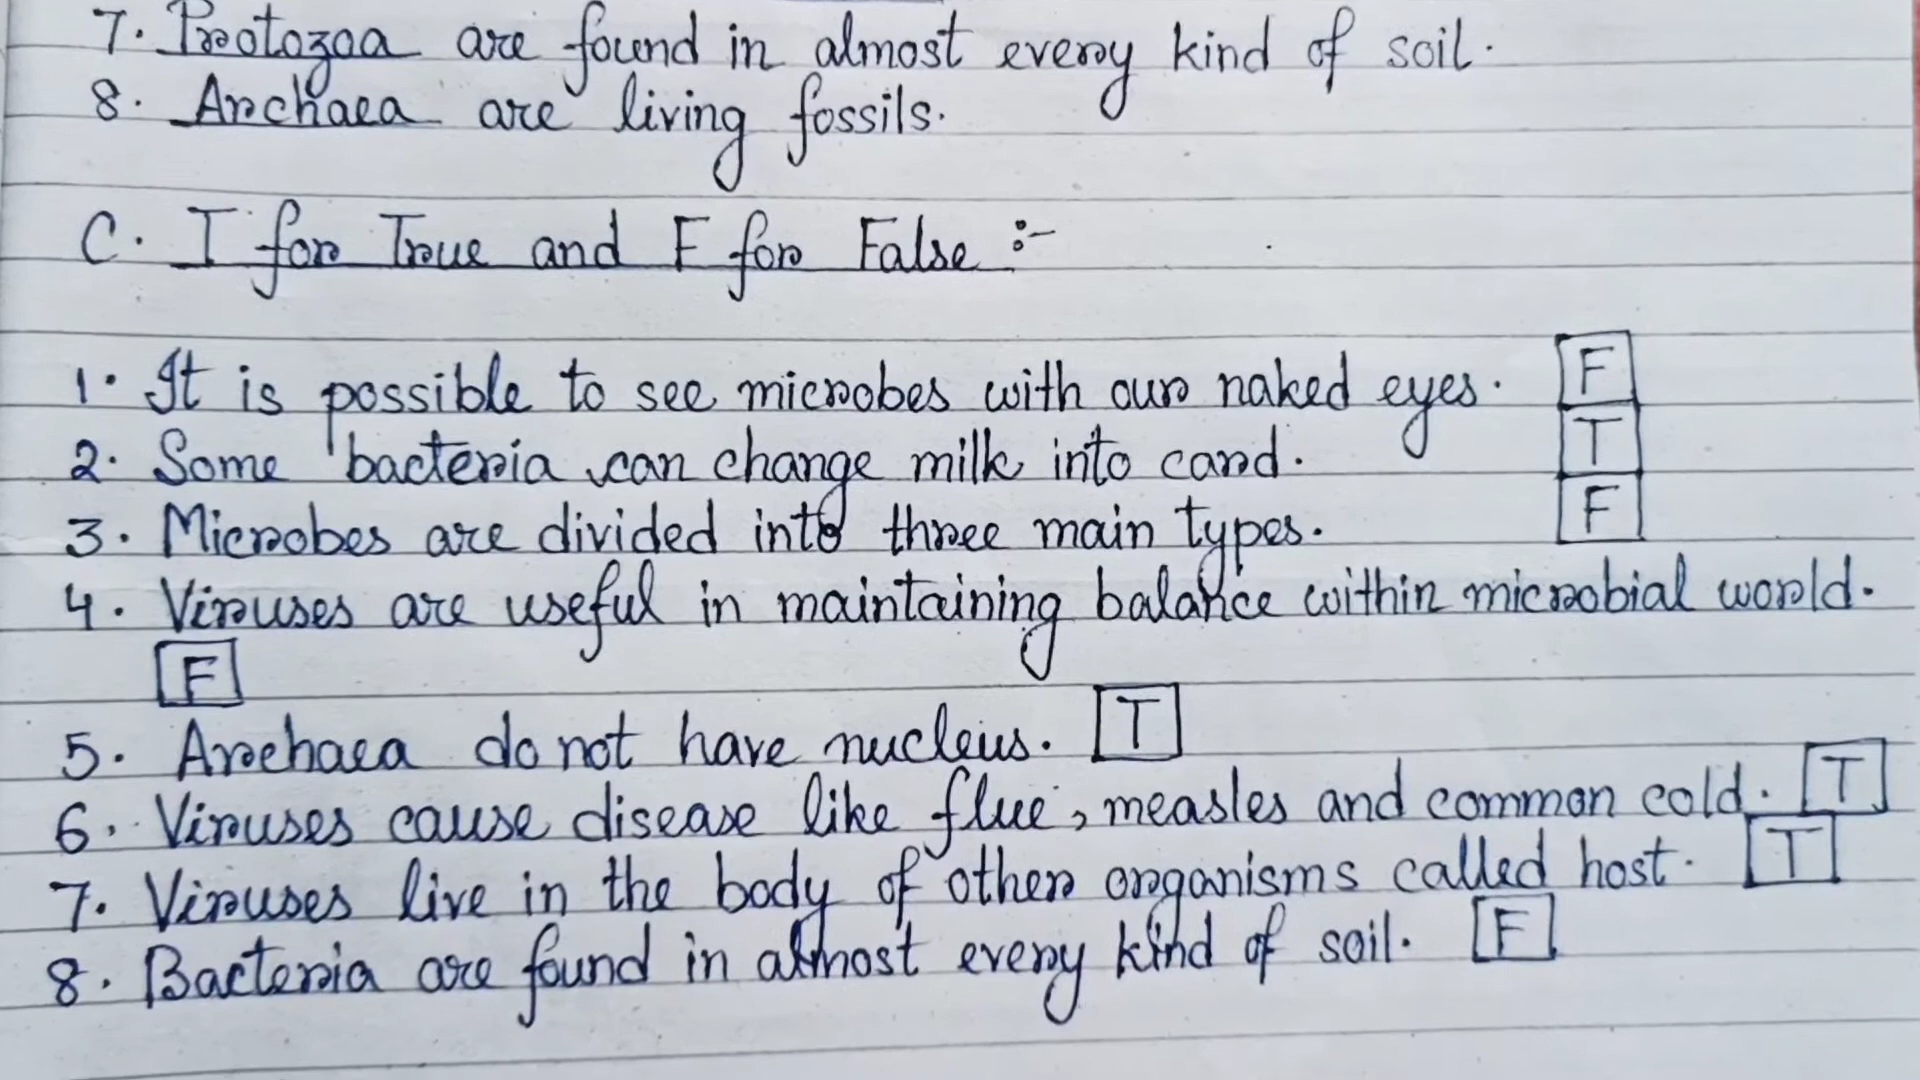 7. Protozoa are found in almost every kind of soil.
8. Archaea are living fossils.
C. T for True and F for False :-
1. It is possible to see microbes with our naked eyes. F
2. Some bacteria can change milk into card. T
3. Microbes are divided into three main types. F
4. Viruses are useful in maintaining balance within microbial world.
F
5. Archaea do not have nucleus. T
6. Viruses cause disease like flue, measles and common cold. T
7. Viruses live in the body of other organisms called host. T
8. Bacteria are found in almost every kind of soil. F